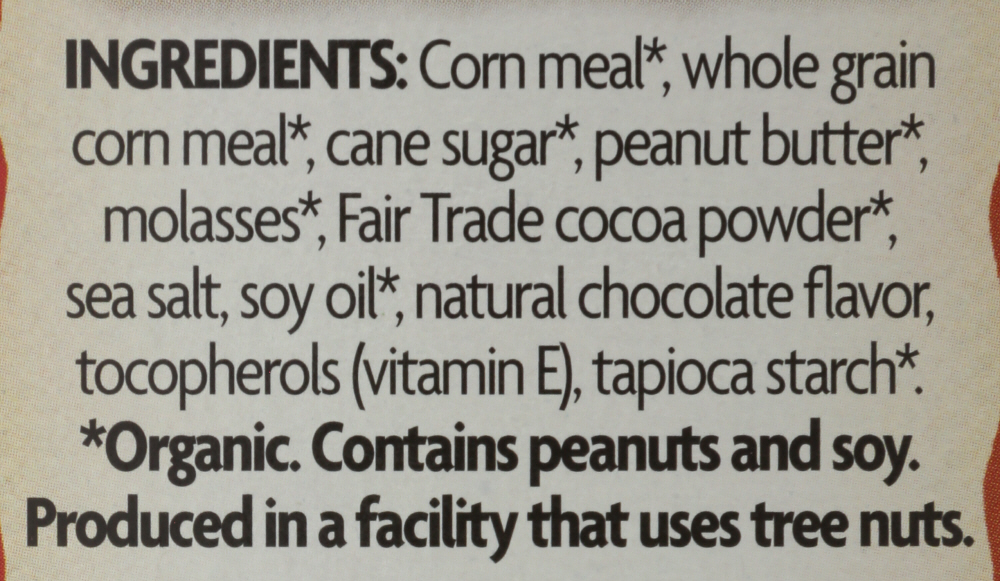 INGREDIENTS: Corn meal*, whole grain
corn meal*, cane sugar*, peanut butter*,
molasses*, Fair Trade cocoa powder*,
sea salt, soy oil*, natural chocolate flavor,
tocopherols (vitamin E), tapioca starch*.
*Organic. Contains peanuts and soy.
Produced in a facility that uses tree nuts.